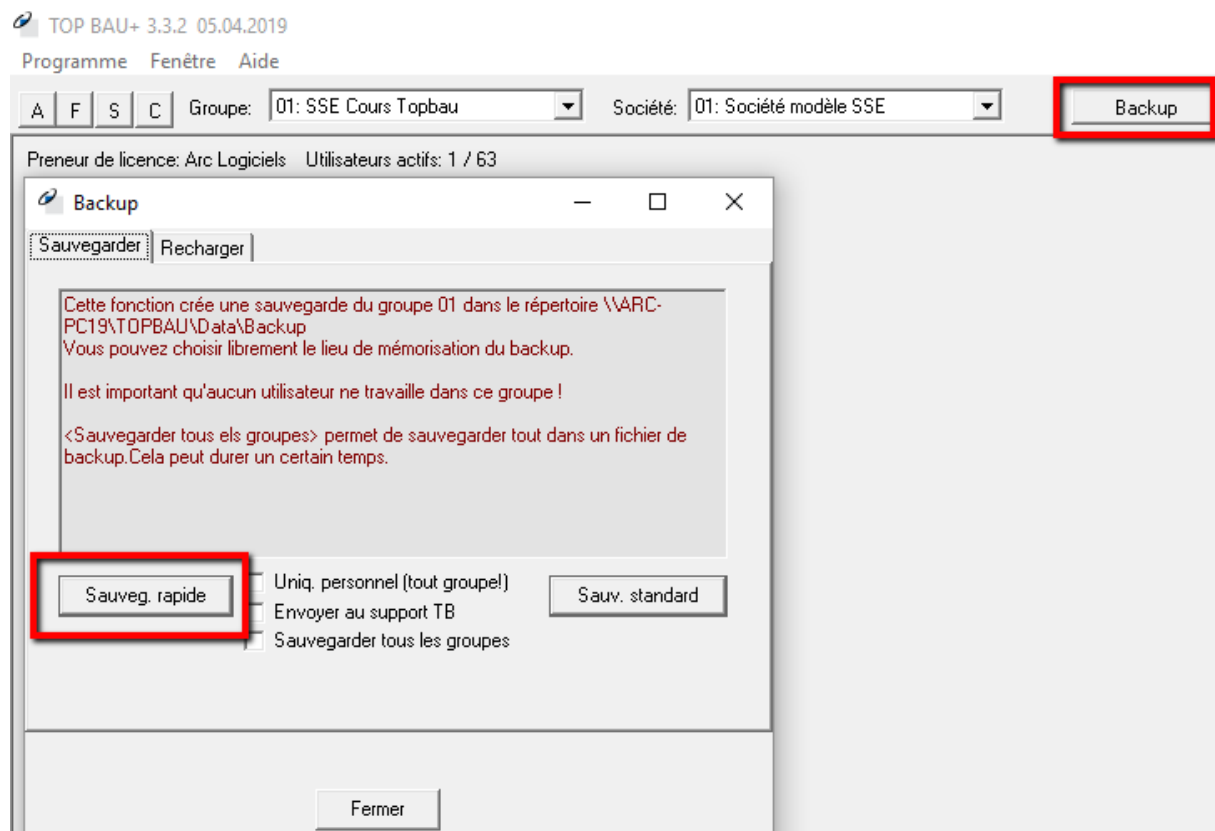 TOP BAU+ 3.3.2 05.04.2019
Programme Fenêtre Aide
A F S C Groupe: 01: SSE Cours Topbau Société: 01: Société modèle SSE Backup
Preneur de licence: Arc Logiciels Utilisateurs actifs: 1 / 63
Backup
Sauvegarder Recharger
Cette fonction crée une sauvegarde du groupe 01 dans le répertoire \\ARC-
PC19\TOPBAU\Data\Backup
Vous pouvez choisir librement le lieu de mémorisation du backup.
Il est important qu'aucun utilisateur ne travaille dans ce groupe !
<Sauvegarder tous els groupes> permet de sauvegarder tout dans un fichier de
backup.Cela peut durer un certain temps.
Sauveg. rapide Uniq. personnel (tout groupe!) Sauv. standard
Envoyer au support TB
Sauvegarder tous les groupes
Fermer